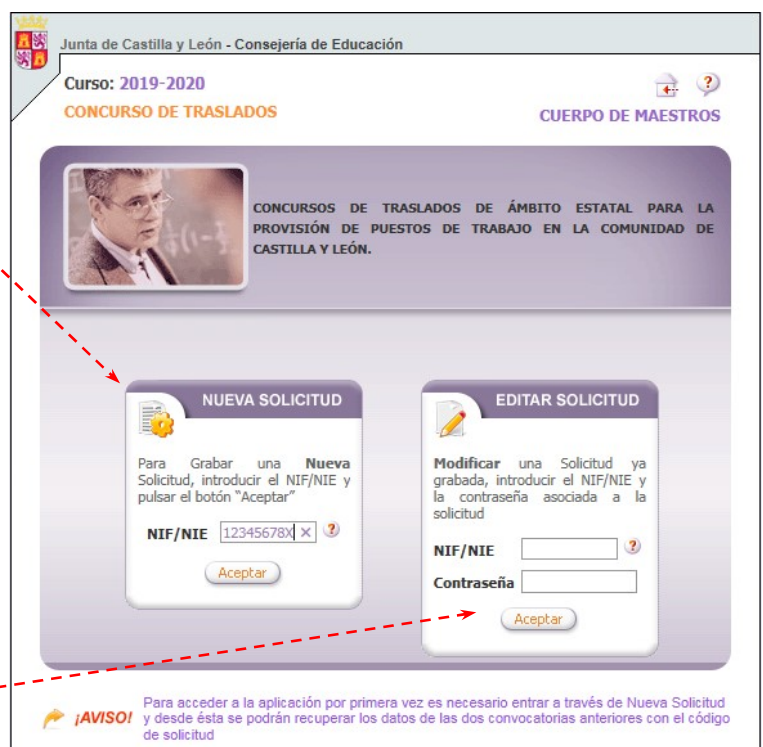 Junta de Castilla y León - Consejería de Educación
Curso: 2019-2020
CONCURSO DE TRASLADOS
CUERPO DE MAESTROS
CONCURSOS DE TRASLADOS DE ÁMBITO ESTATAL PARA LA
PROVISIÓN DE PUESTOS DE TRABAJO EN LA COMUNIDAD DE
CASTILLA Y LEÓN.
NUEVA SOLICITUD
Para Grabar una Nueva
Solicitud, introducir el NIF/NIE y
pulsar el botón "Aceptar"
NIF/NIE 12345678X
Aceptar
EDITAR SOLICITUD
Modificar una Solicitud ya
grabada, introducir el NIF/NIE y
la contraseña asociada a la
solicitud
NIF/NIE
Contraseña
Aceptar
¡AVISO!
Para acceder a la aplicación por primera vez es necesario entrar a través de Nueva Solicitud
y desde ésta se podrán recuperar los datos de las dos convocatorias anteriores con el código
de solicitud